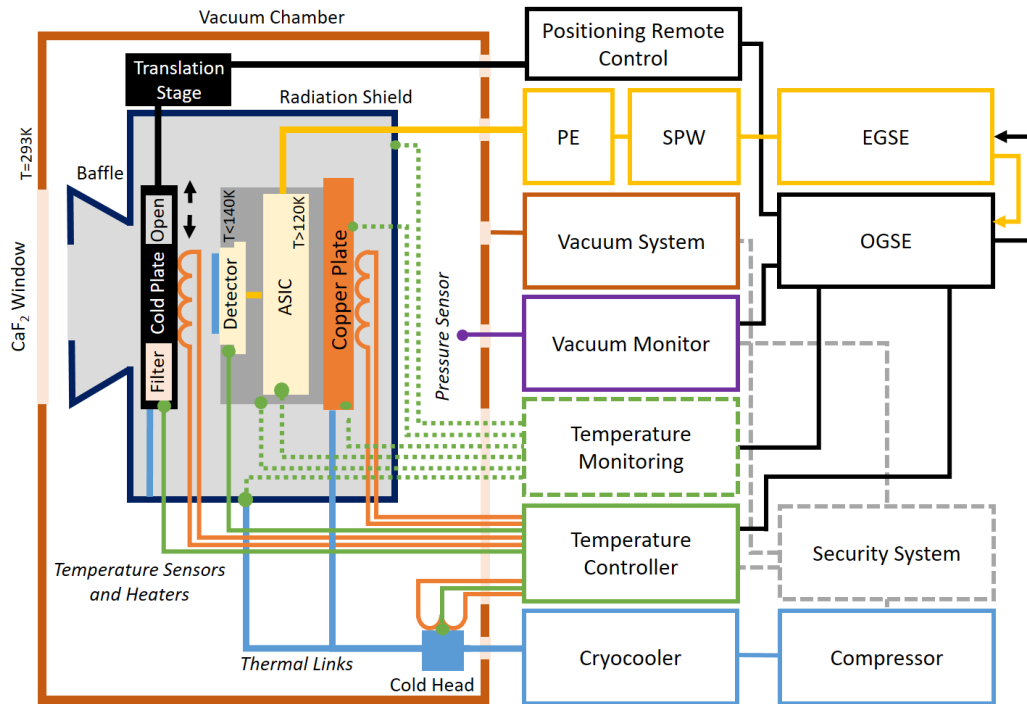 Vacuum Chamber
Translation
Stage
Radiation Shield
T=293K
Baffle
CaF₂ Window
Open
Cold Plate
Filter
T<140K
Detector
T>120K
ASIC
Copper Plate
Pressure Sensor
Temperature Sensors
and Heaters
Thermal Links
Cold Head
Positioning Remote
Control
PE
SPW
EGSE
Vacuum System
OGSE
Vacuum Monitor
Temperature
Monitoring
Temperature
Controller
Security System
Cryocooler
Compressor